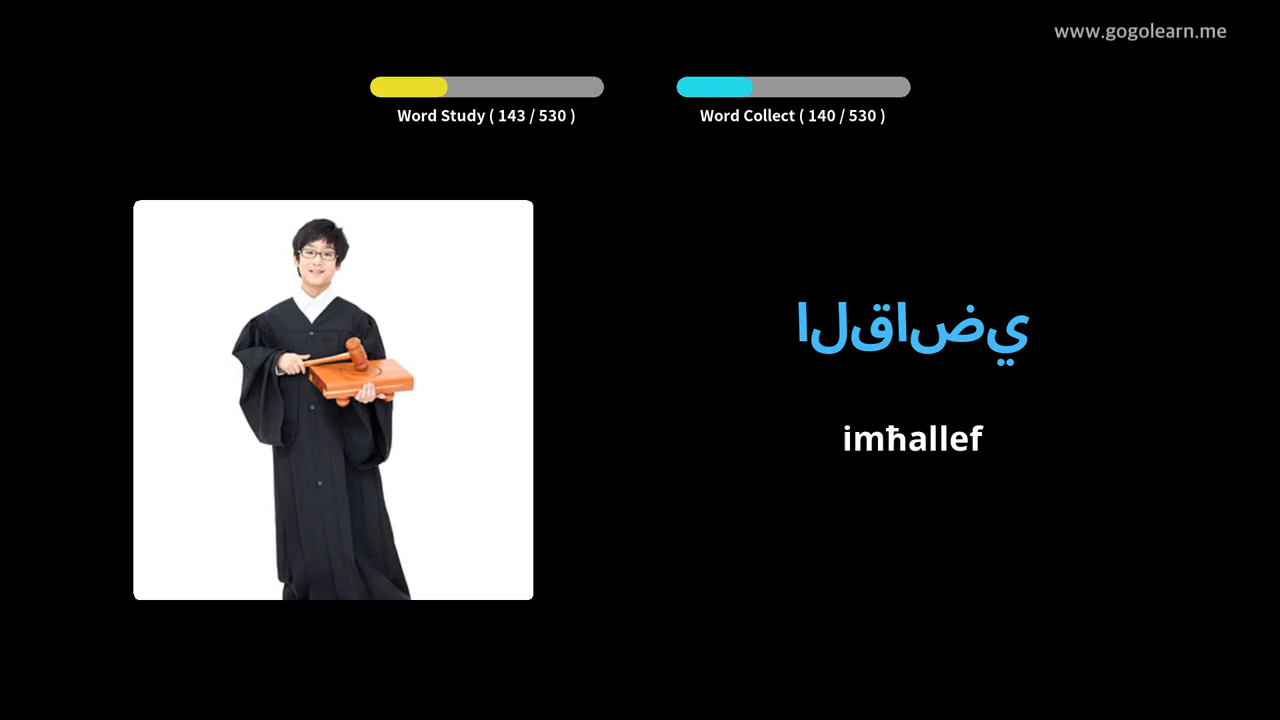 www.gogolearn.me
Word Study ( 143 / 530 )
Word Collect ( 140 / 530 )
القاضي
imħallef